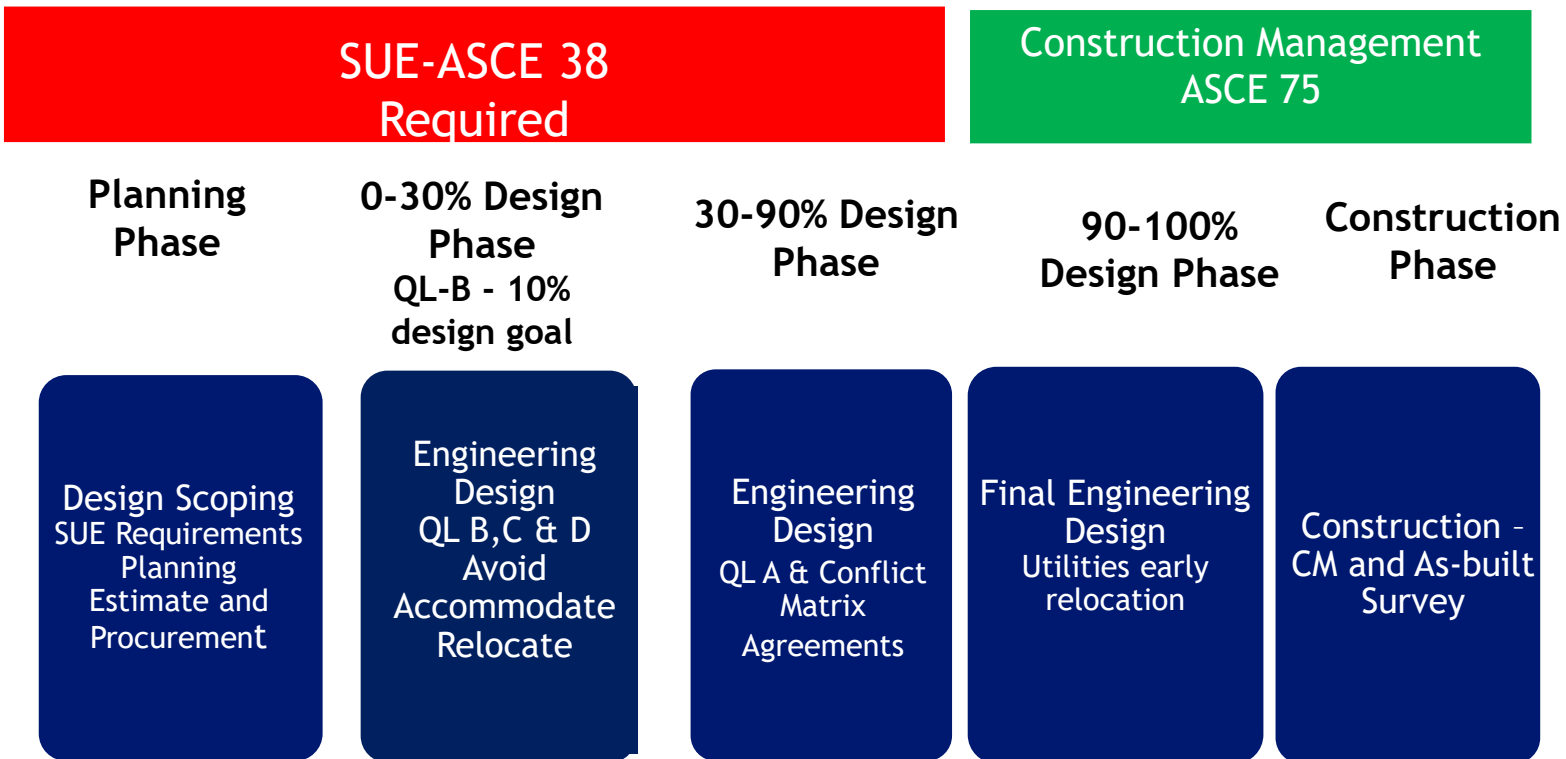 SUE-ASCE 38
Required
Construction Management
ASCE 75
Planning
Phase
0-30% Design
Phase
QL-B - 10%
design goal
30-90% Design
Phase
90-100%
Design Phase
Construction
Phase
Design Scoping
SUE Requirements
Planning
Estimate and
Procurement
Engineering
Design
QL B,C & D
Avoid
Accommodate
Relocate
Engineering
Design
QL A & Conflict
Matrix
Agreements
Final Engineering
Design
Utilities early
relocation
Construction –
CM and As-built
Survey